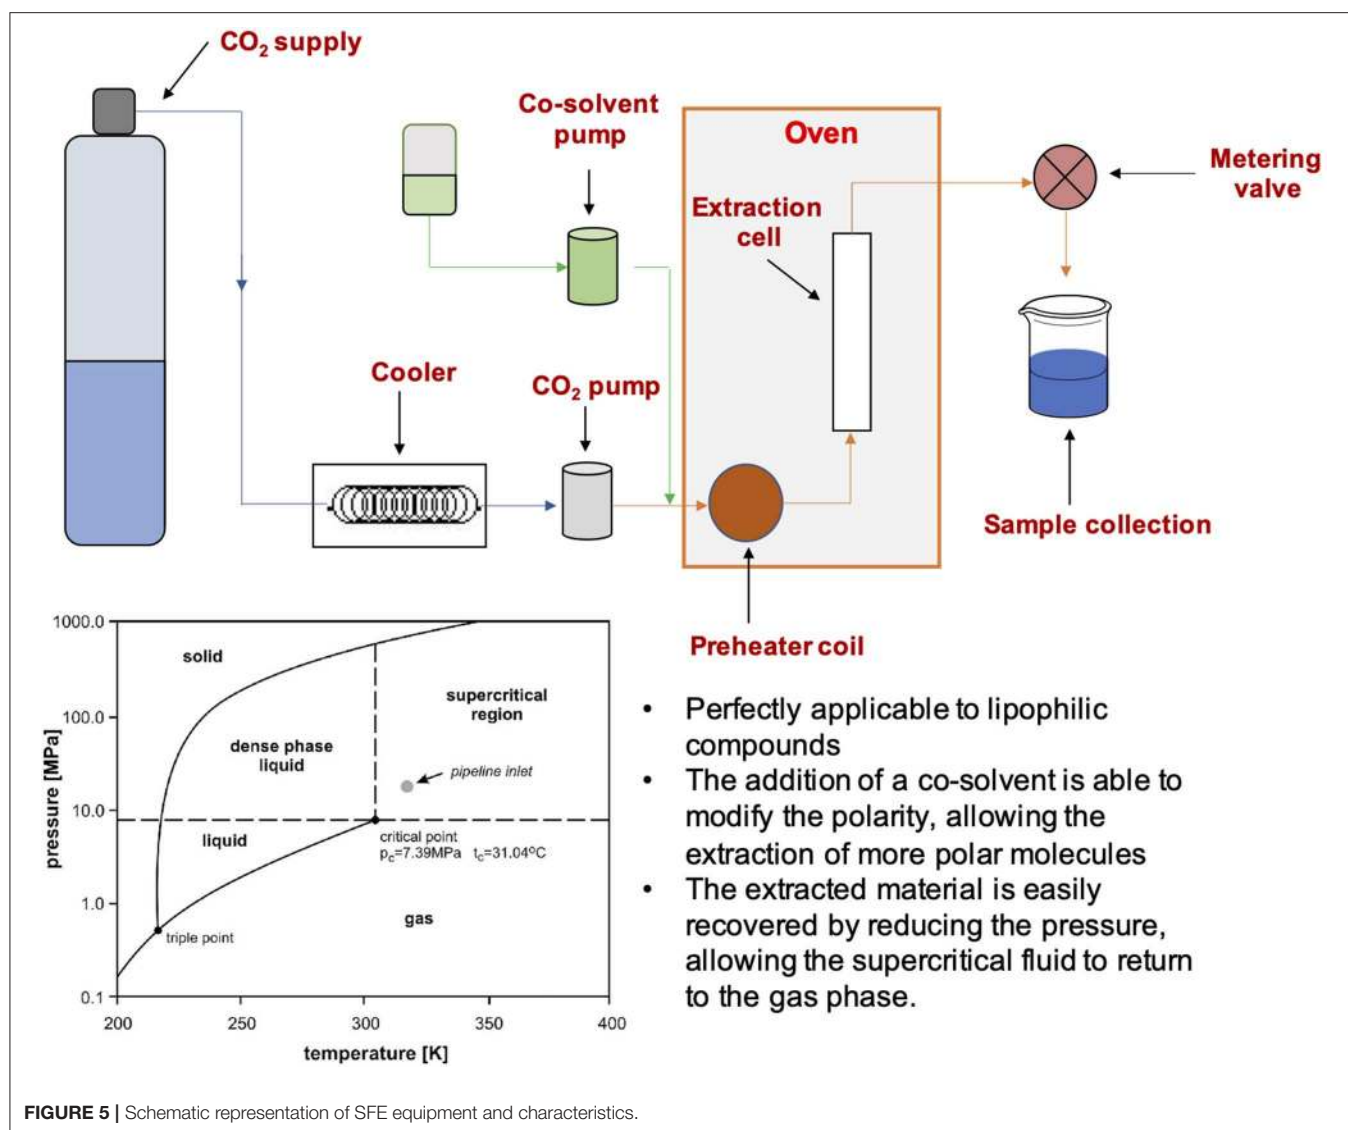 CO₂ supply
Co-solvent
pump
Oven
Metering
valve
Extraction
cell
Cooler
CO₂ pump
Sample collection
Preheater coil
1000.0
100.0
10.0
1.0
0.1
pressure [MPa]
solid
supercritical
region
dense phase
liquid
pipeline inlet
liquid
critical point
p_c=7.39MPa t_c=31.04⁰C
gas
triple point
200
250
300
350
400
temperature [K]
• Perfectly applicable to lipophilic
compounds
• The addition of a co-solvent is able to
modify the polarity, allowing the
extraction of more polar molecules
• The extracted material is easily
recovered by reducing the pressure,
allowing the supercritical fluid to return
to the gas phase.
FIGURE 5 | Schematic representation of SFE equipment and characteristics.